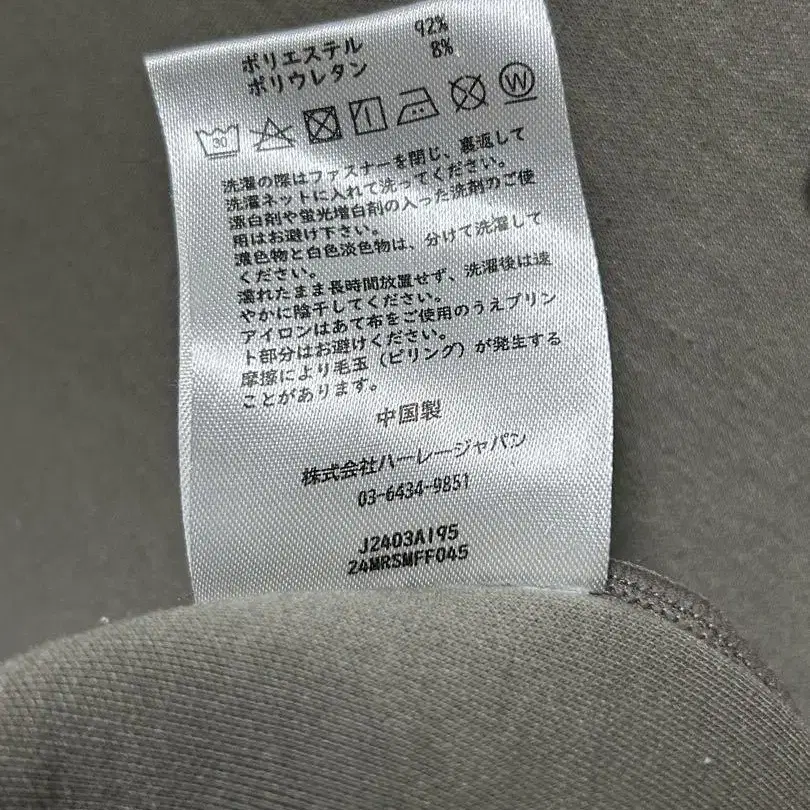 ポリエステル 92%
ポリウレタン 8%
30 W
洗濯の際はファスナーを閉じ、裏返して
洗濯ネットに入れて洗ってください。
漂白剤や蛍光増白剤の入った洗剤のご使
用はお避け下さい。
濃色物と白色淡色物は、分けて洗濯して
ください。
濡れたまま長時間放置せず、洗濯後は速
やかに陰干してください。
アイロンはあて布をご使用のうえプリン
ト部分はお避けください。
摩擦により毛玉（ピリング）が発生する
ことがあります。
中国製
株式会社ハーレージャパン
03-6434-9851
J2403A195
24MRSMFF045